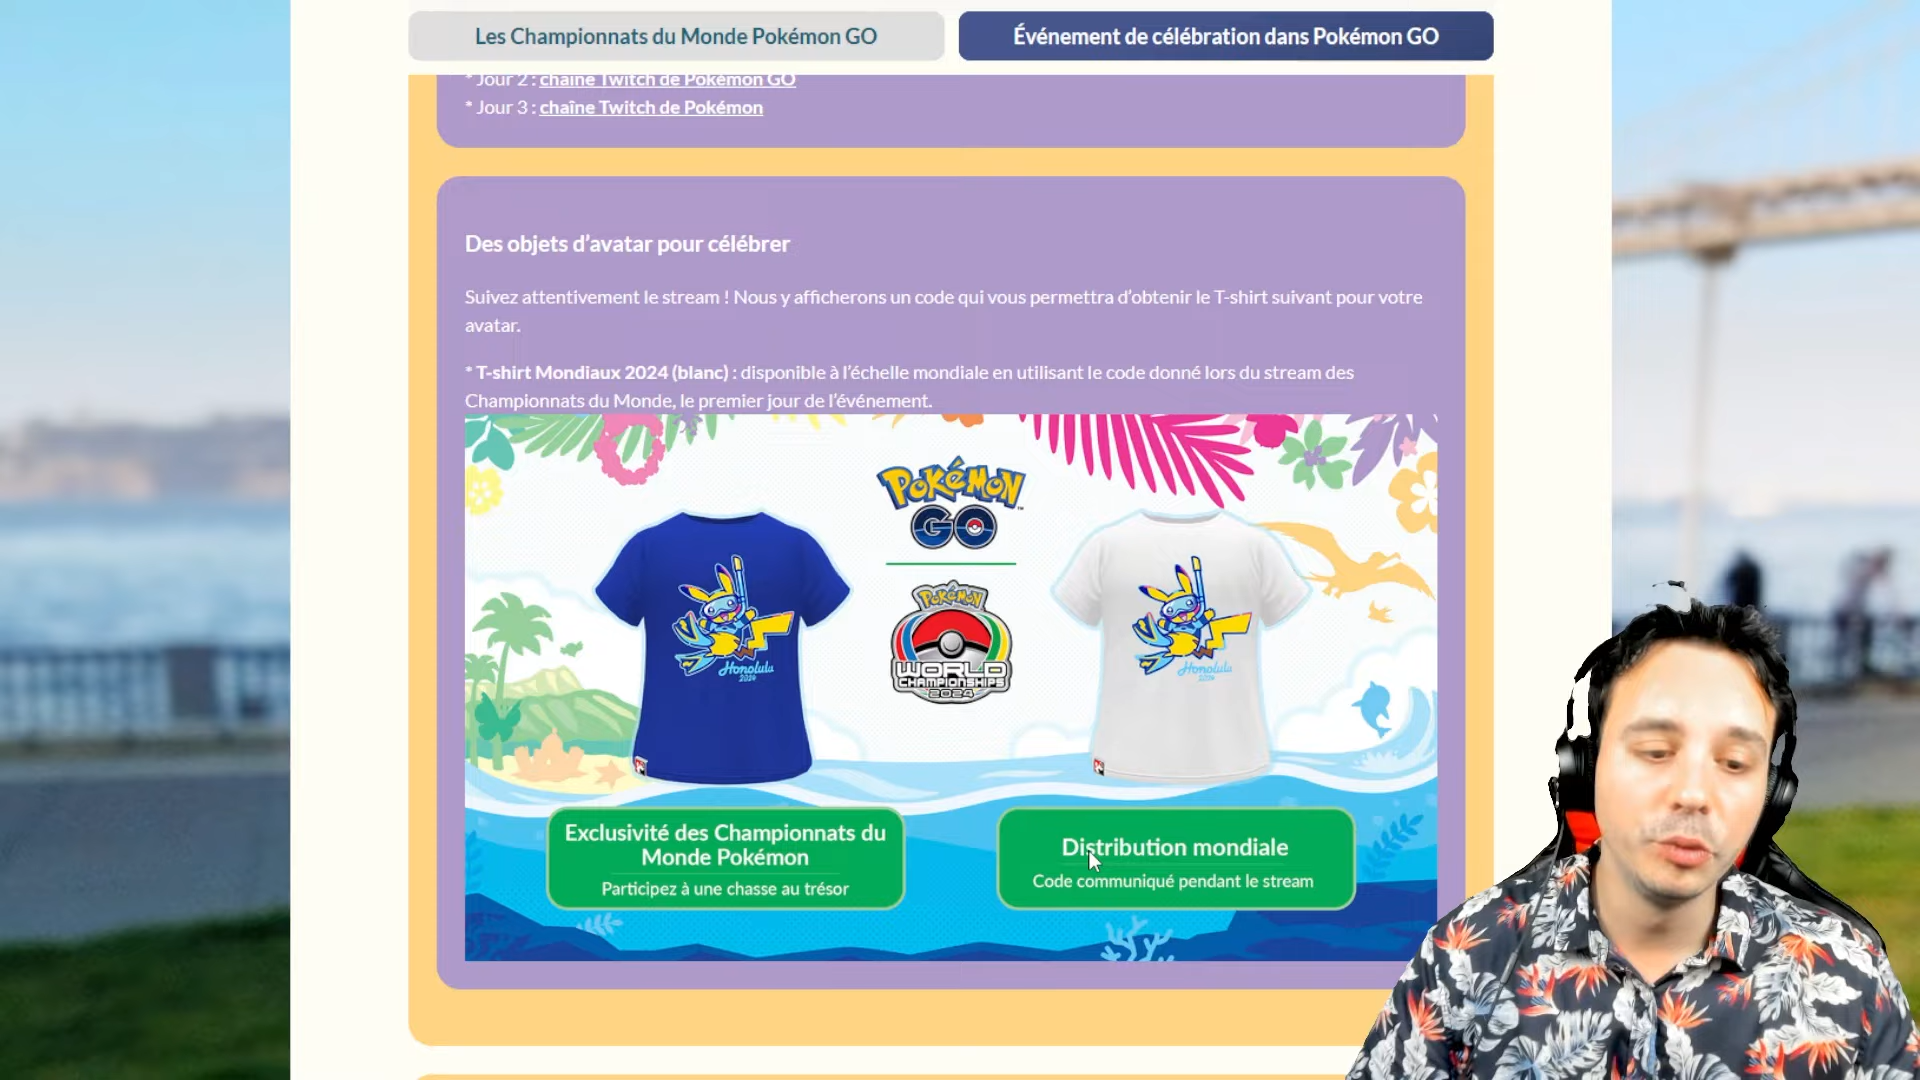 Les Championnats du Monde Pokémon GO
Événement de célébration dans Pokémon GO
* Jour 2 : chaîne Twitch de Pokémon GO
* Jour 3 : chaîne Twitch de Pokémon
Des objets d’avatar pour célébrer
Suivez attentivement le stream ! Nous y afficherons un code qui vous permettra d’obtenir le T-shirt suivant pour votre
avatar.
* T-shirt Mondiaux 2024 (blanc) : disponible à l’échelle mondiale en utilisant le code donné lors du stream des
Championnats du Monde, le premier jour de l’événement.
POKÉMON
GO
Honolulu
2024
POKÉMON
WORLD
CHAMPIONSHIPS
2024
Honolulu
2024
Exclusivité des Championnats du
Monde Pokémon
Participez à une chasse au trésor
Distribution mondiale
Code communiqué pendant le stream